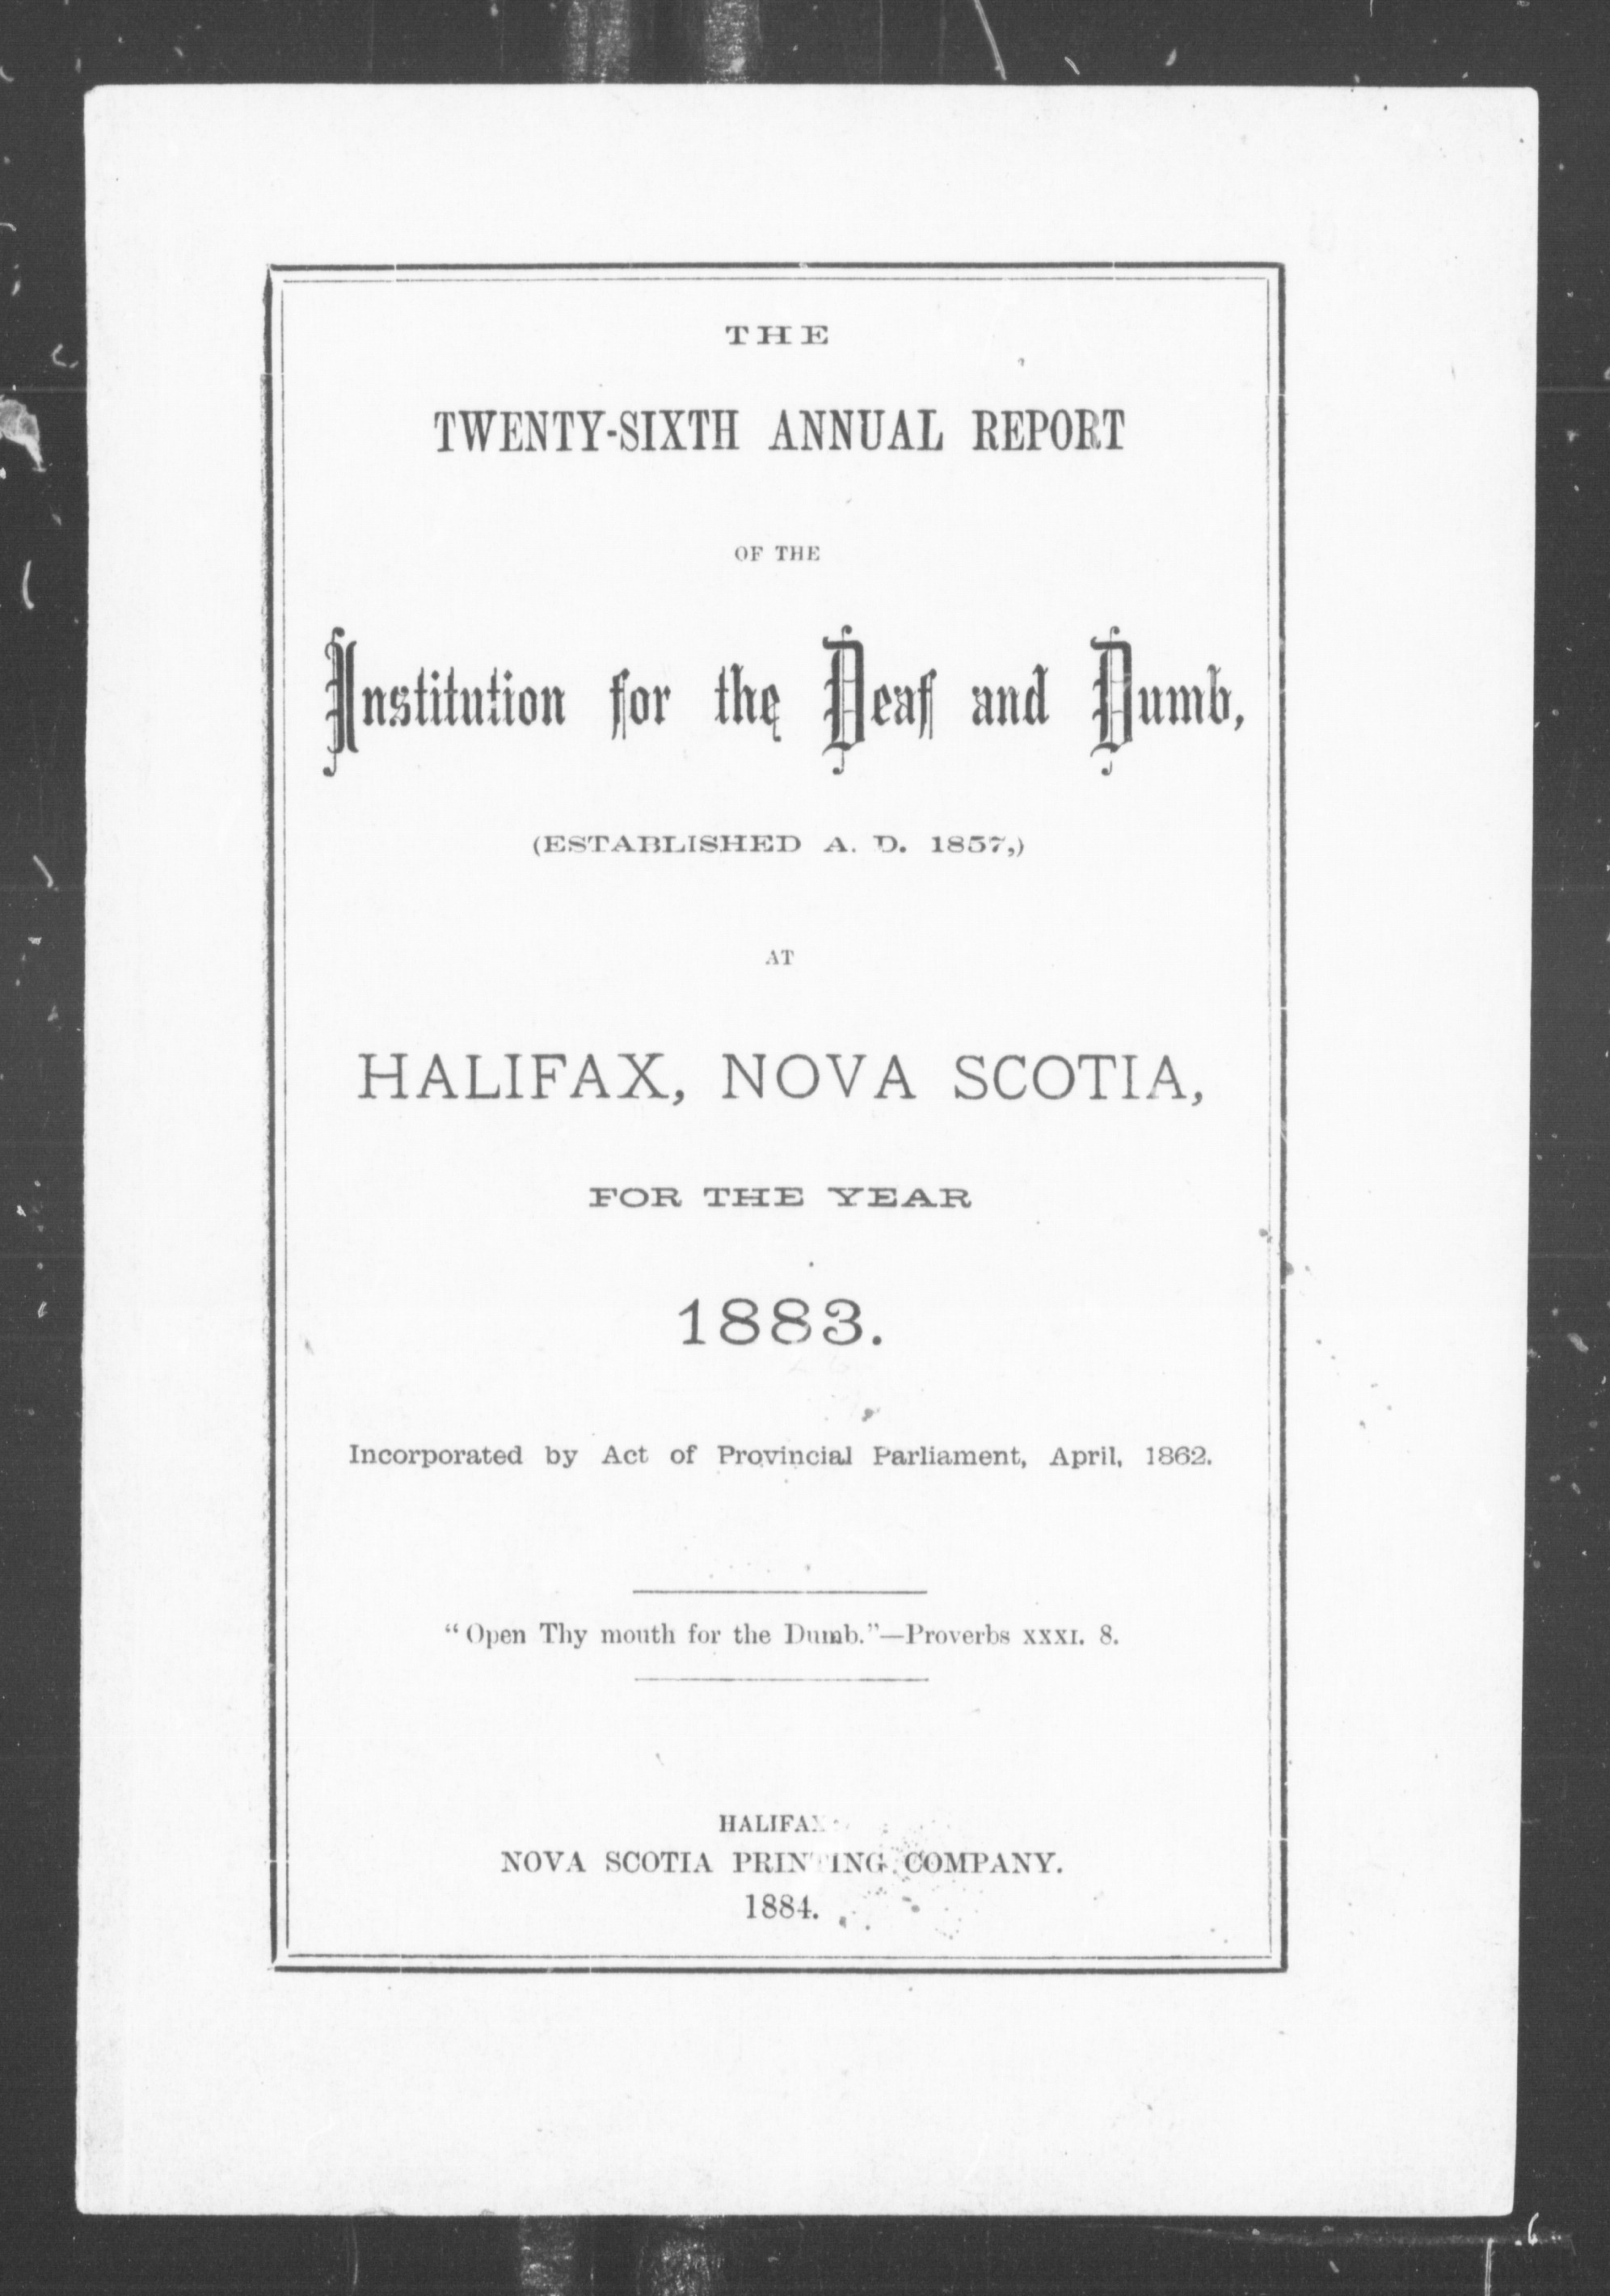 THE
TWENTY-SIXTH ANNUAL REPORT
OF THE
Institution for the Deaf and Dumb,
(ESTABLISHED A. D. 1857,)
AT
HALIFAX, NOVA SCOTIA,
FOR THE YEAR
1883.
Incorporated by Act of Provincial Parliament, April, 1862.
"Open Thy mouth for the Dumb."—Proverbs XXXI. 8.
HALIFAX:
NOVA SCOTIA PRINTING COMPANY.
1884.